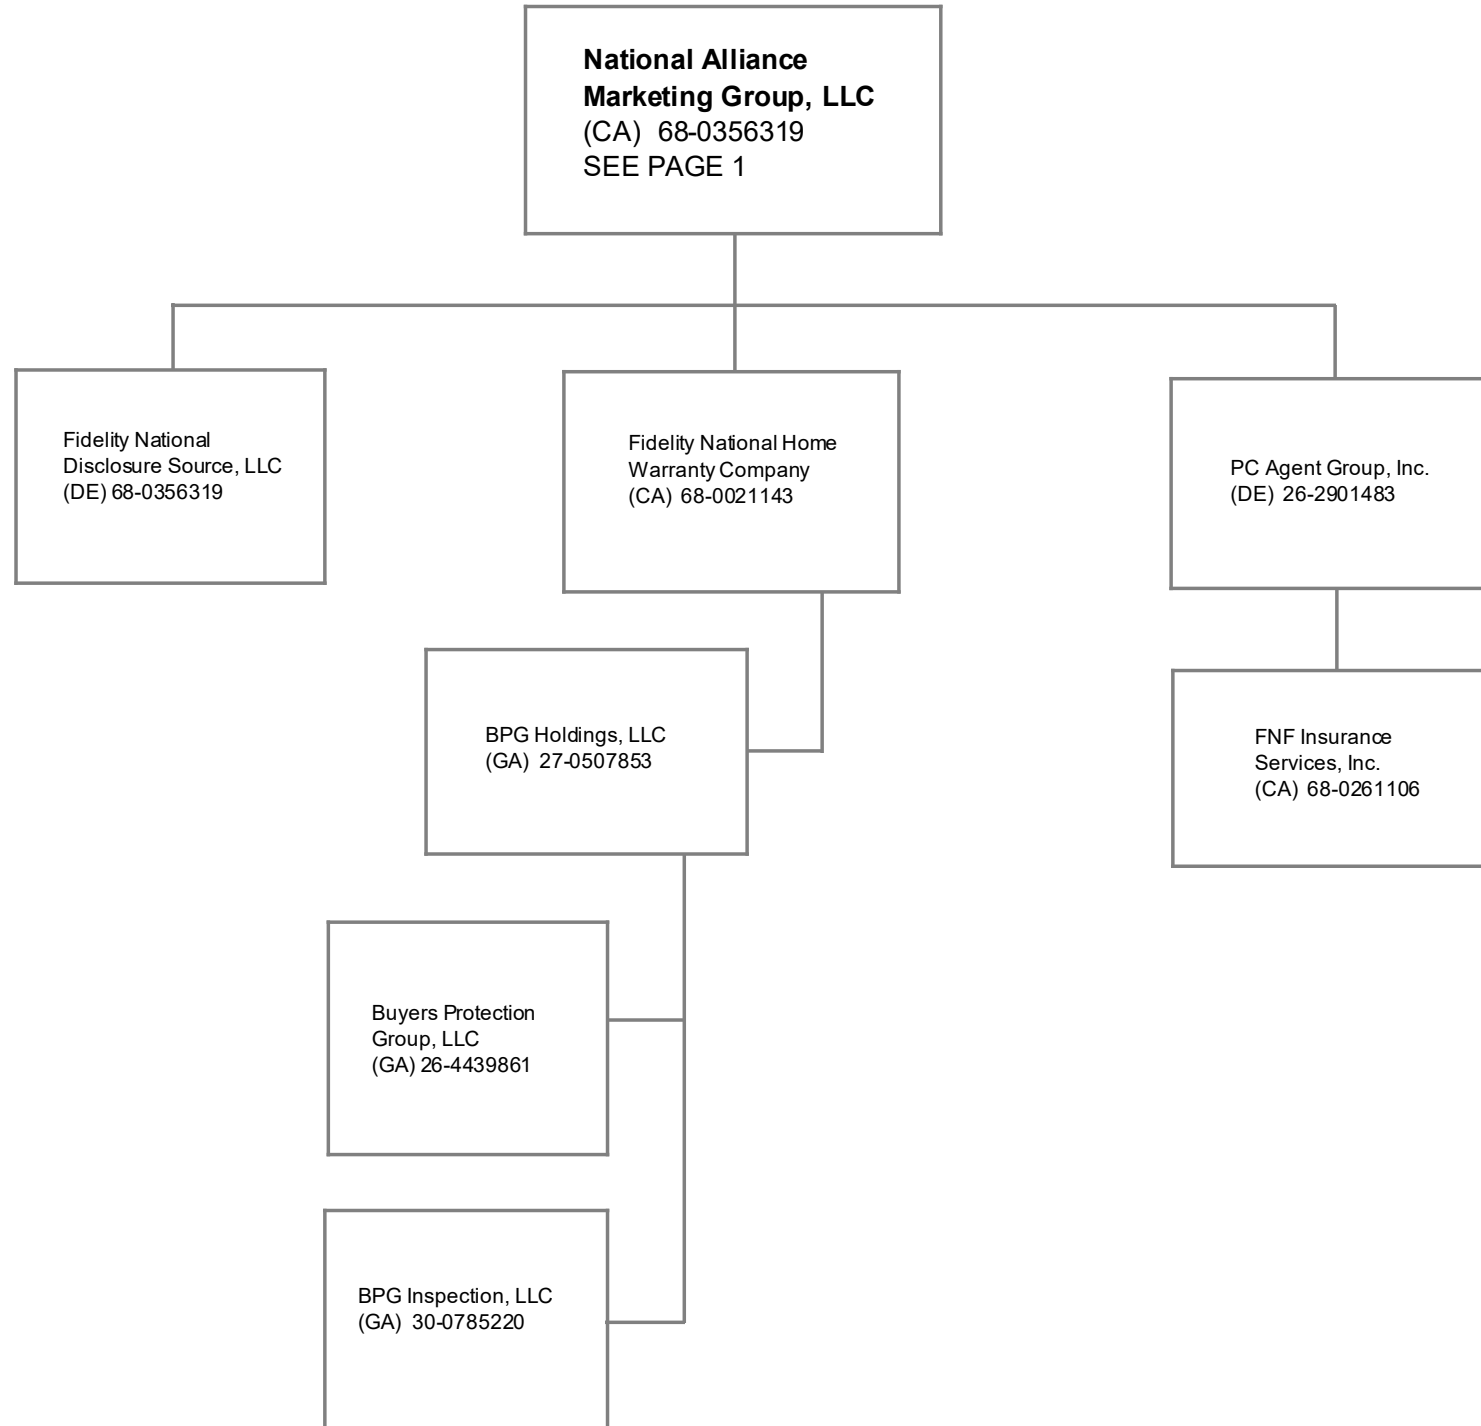 National Alliance
Marketing Group, LLC
(CA) 68-0356319
SEE PAGE 1
Fidelity National
Disclosure Source, LLC
(DE) 68-0356319
Fidelity National Home
Warranty Company
(CA) 68-0021143
PC Agent Group, Inc.
(DE) 26-2901483
BPG Holdings, LLC
(GA) 27-0507853
FNF Insurance
Services, Inc.
(CA) 68-0261106
Buyers Protection
Group, LLC
(GA) 26-4439861
BPG Inspection, LLC
(GA) 30-0785220